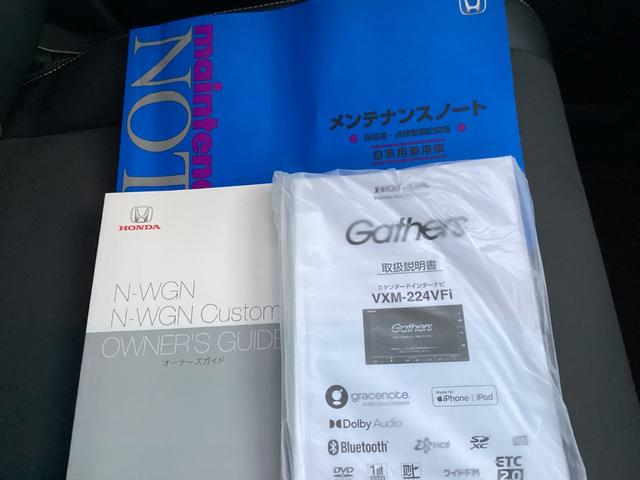 maintenance
NOT
メンテナンスノート
保証書・点検整備記録簿
自家用乗用車
HONDA
N-WGN
N-WGN Custom
OWNER'S GUIDE
オーナーズガイド
HONDA
Gathers
取扱説明書
スタンダードインターナビ
VXM-224VFi
Gathers
gracenote.
Made for
iPhone | iPod
Dolby Audio
Bluetooth
SD
XC
DVD
1seg
ワイドFM
ETC
2.0